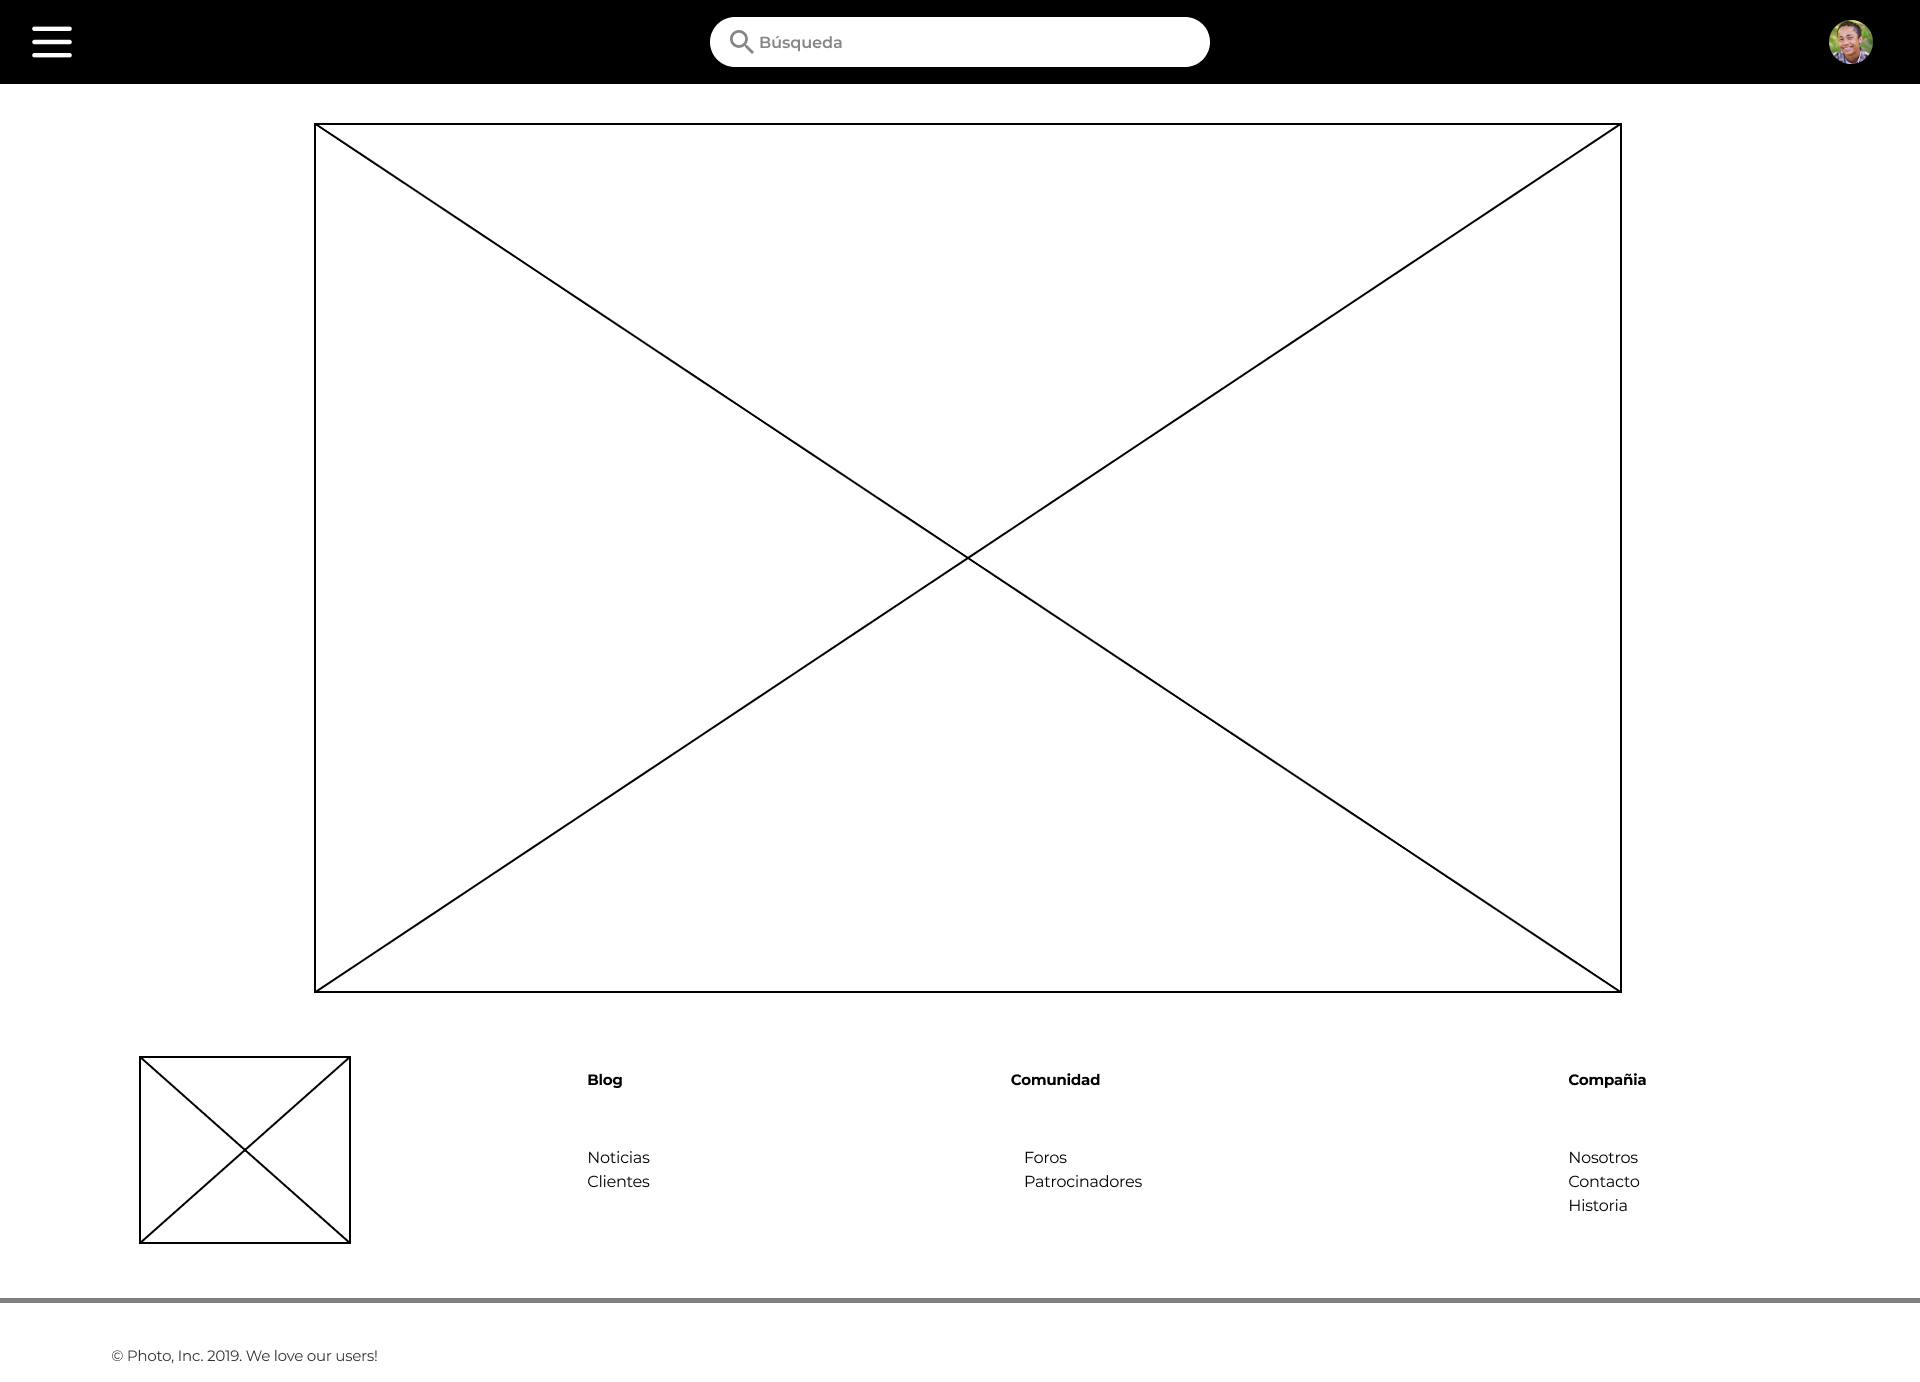 Búsqueda
Blog
Noticias
Clientes
Comunidad
Foros
Patrocinadores
Compañia
Nosotros
Contacto
Historia
© Photo, Inc. 2019. We love our users!